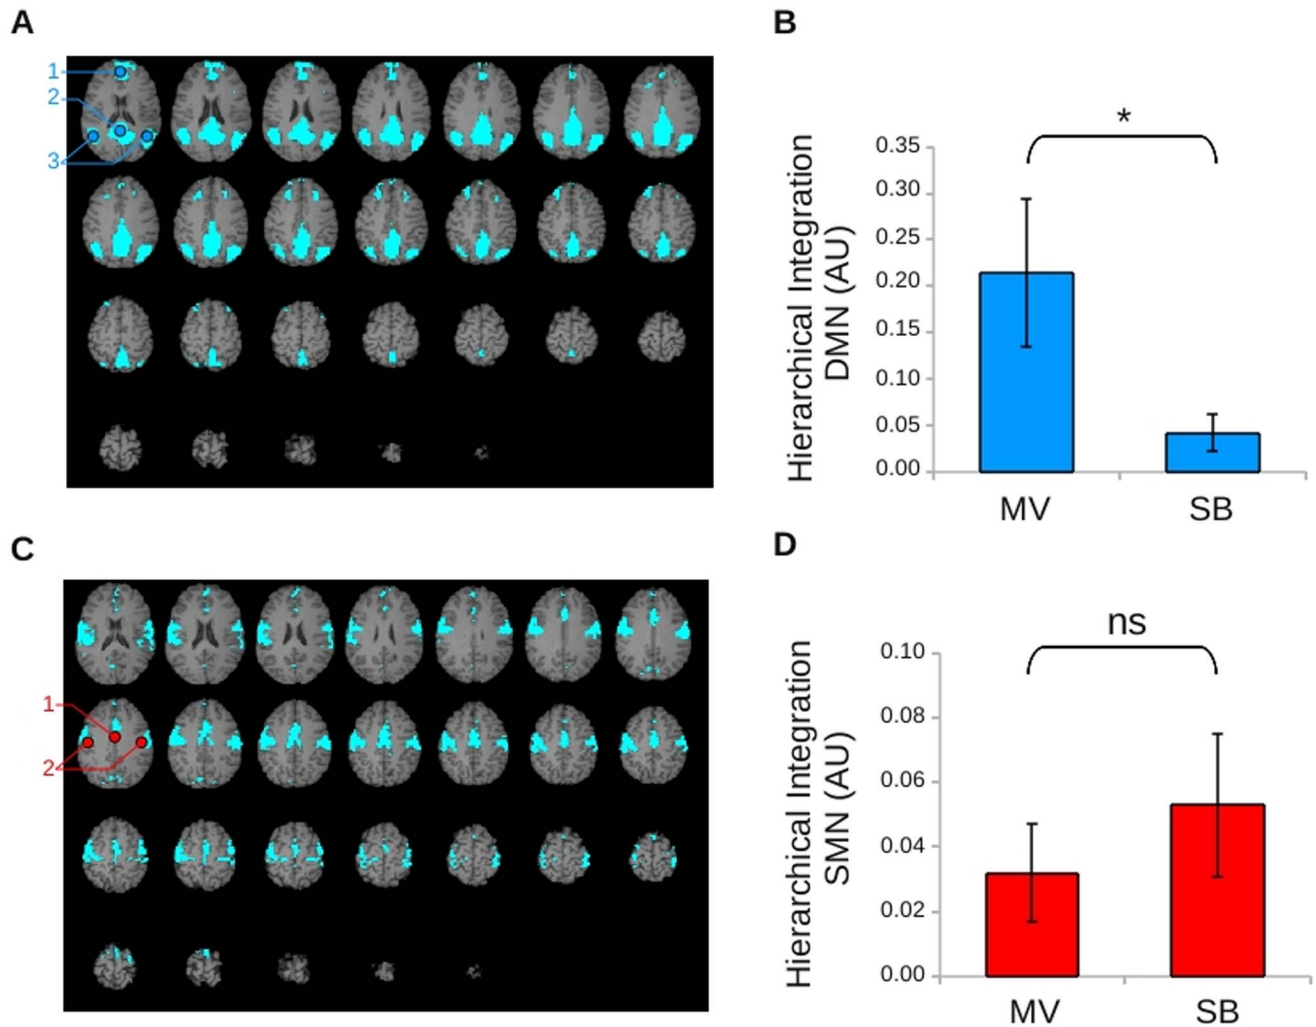 A
1
2
3
B
*
Hierarchical Integration
DMN (AU)
0.35
0.30
0.25
0.20
0.15
0.10
0.05
0.00
MV SB
C
1
2
D
ns
Hierarchical Integration
SMN (AU)
0.10
0.08
0.06
0.04
0.02
0.00
MV SB